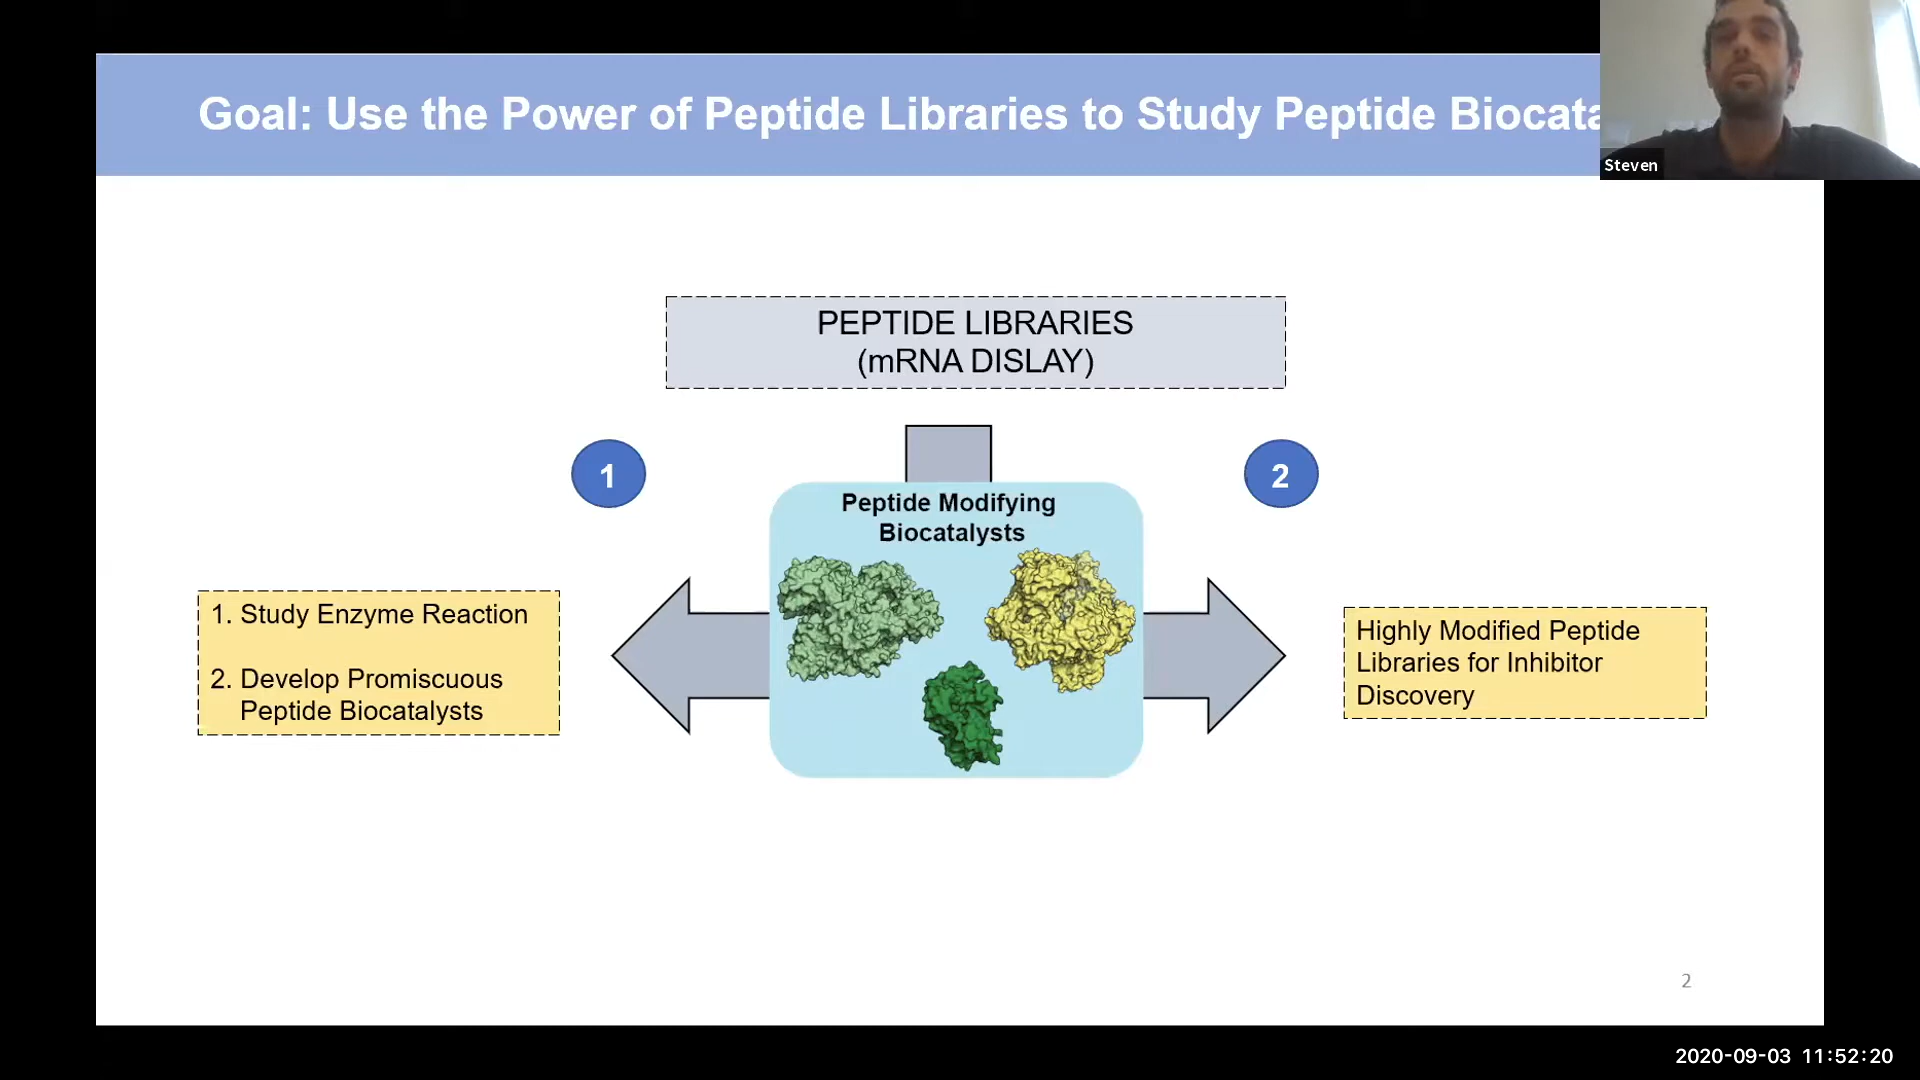 Goal: Use the Power of Peptide Libraries to Study Peptide Biocata
Steven
PEPTIDE LIBRARIES
(mRNA DISLAY)
1
2
Peptide Modifying
Biocatalysts
1. Study Enzyme Reaction
2. Develop Promiscuous
Peptide Biocatalysts
Highly Modified Peptide
Libraries for Inhibitor
Discovery
2
2020-09-03 11:52:20